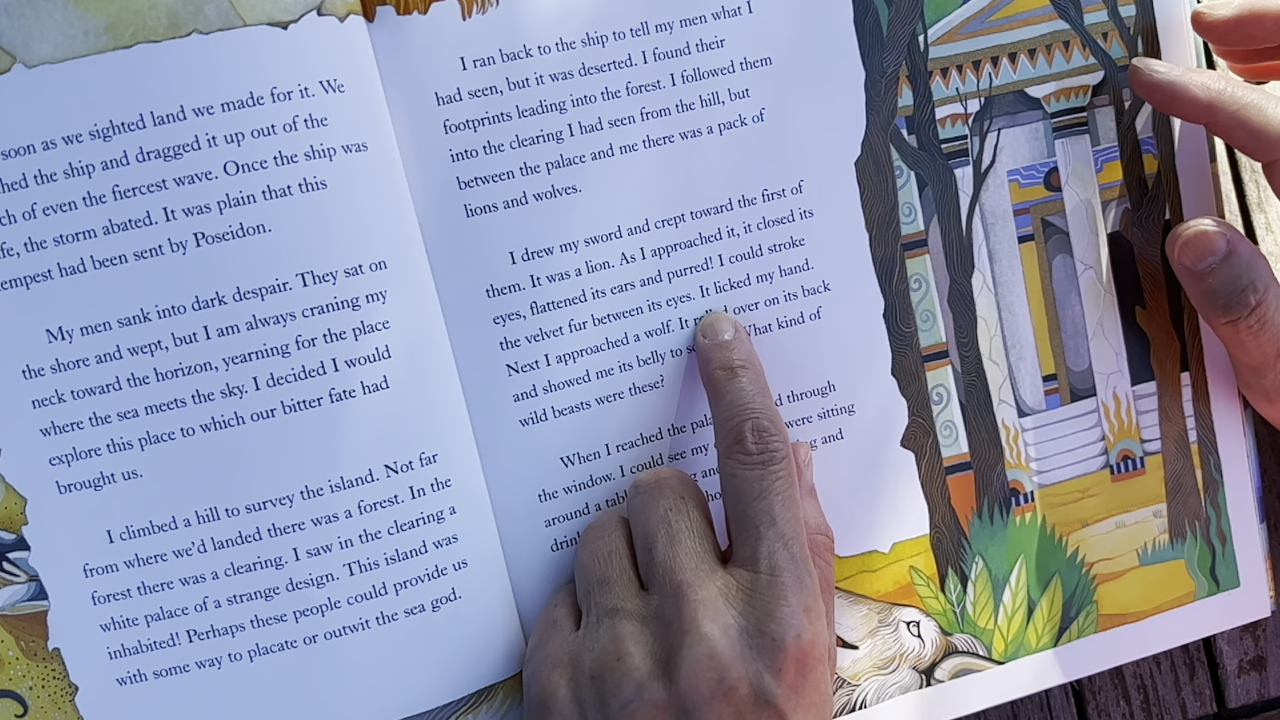 soon as we sighted land we made for it. We
the ship and dragged it up out of the
of even the fiercest wave. Once the ship was
the storm abated. It was plain that this
had been sent by Poseidon.
My men sank into dark despair. They sat on
the shore and wept, but I am always craning my
neck toward the horizon, yearning for the place
where the sea meets the sky. I decided I would
explore this place to which our bitter fate had
brought us.
I climbed a hill to survey the island. Not far
from where we'd landed there was a forest. In the
forest there was a clearing. I saw in the clearing a
white palace of a strange design. This island was
inhabited! Perhaps these people could provide us
with some way to placate or outwit the sea god.
I ran back to the ship to tell my men what I
had seen, but it was deserted. I found their
footprints leading into the forest. I followed them
into the clearing I had seen from the hill, but
between the palace and me there was a pack of
lions and wolves.
I drew my sword and crept toward the first of
them. It was a lion. As I approached it, it closed its
eyes, flattened its ears and purred! I could stroke
the velvet fur between its eyes. It licked my hand.
Next I approached a wolf. It over on its back
and showed me its belly to What kind of
wild beasts were these?
When I reached the through
the window. I could see my were sitting
around a and